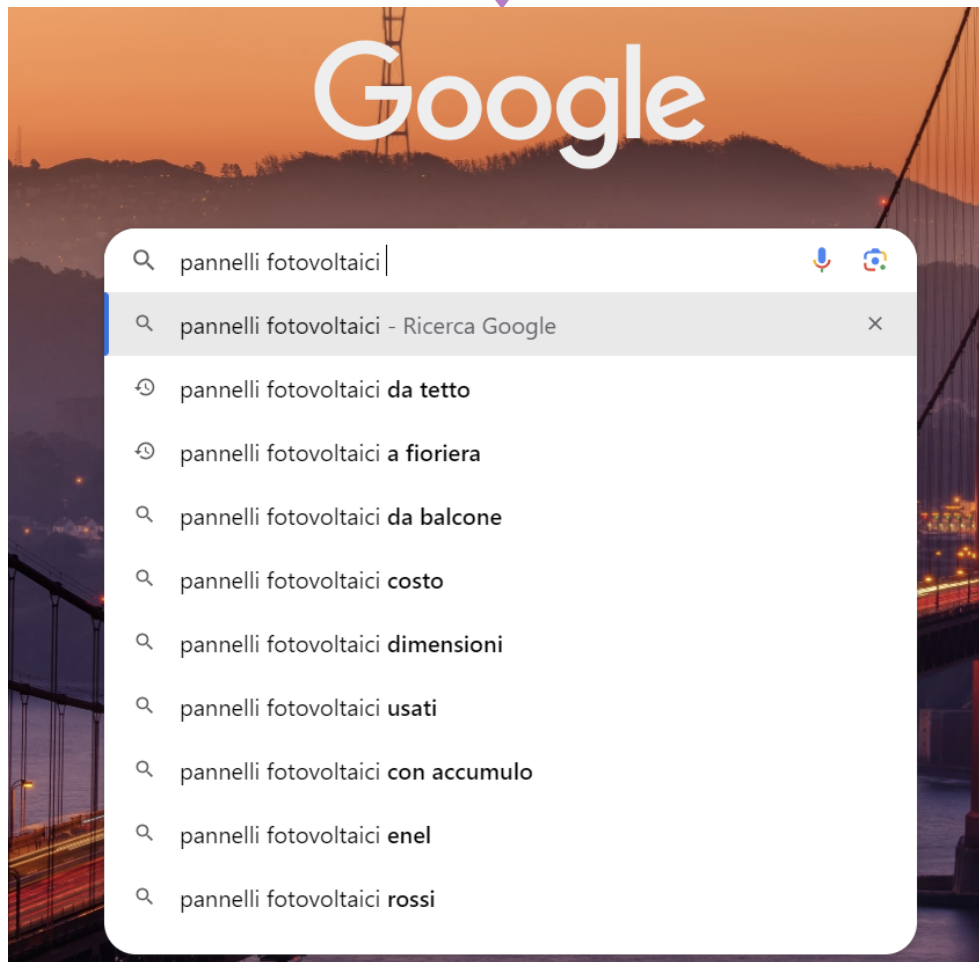 Google
pannelli fotovoltaici
pannelli fotovoltaici - Ricerca Google
pannelli fotovoltaici da tetto
pannelli fotovoltaici a fioriera
pannelli fotovoltaici da balcone
pannelli fotovoltaici costo
pannelli fotovoltaici dimensioni
pannelli fotovoltaici usati
pannelli fotovoltaici con accumulo
pannelli fotovoltaici enel
pannelli fotovoltaici rossi